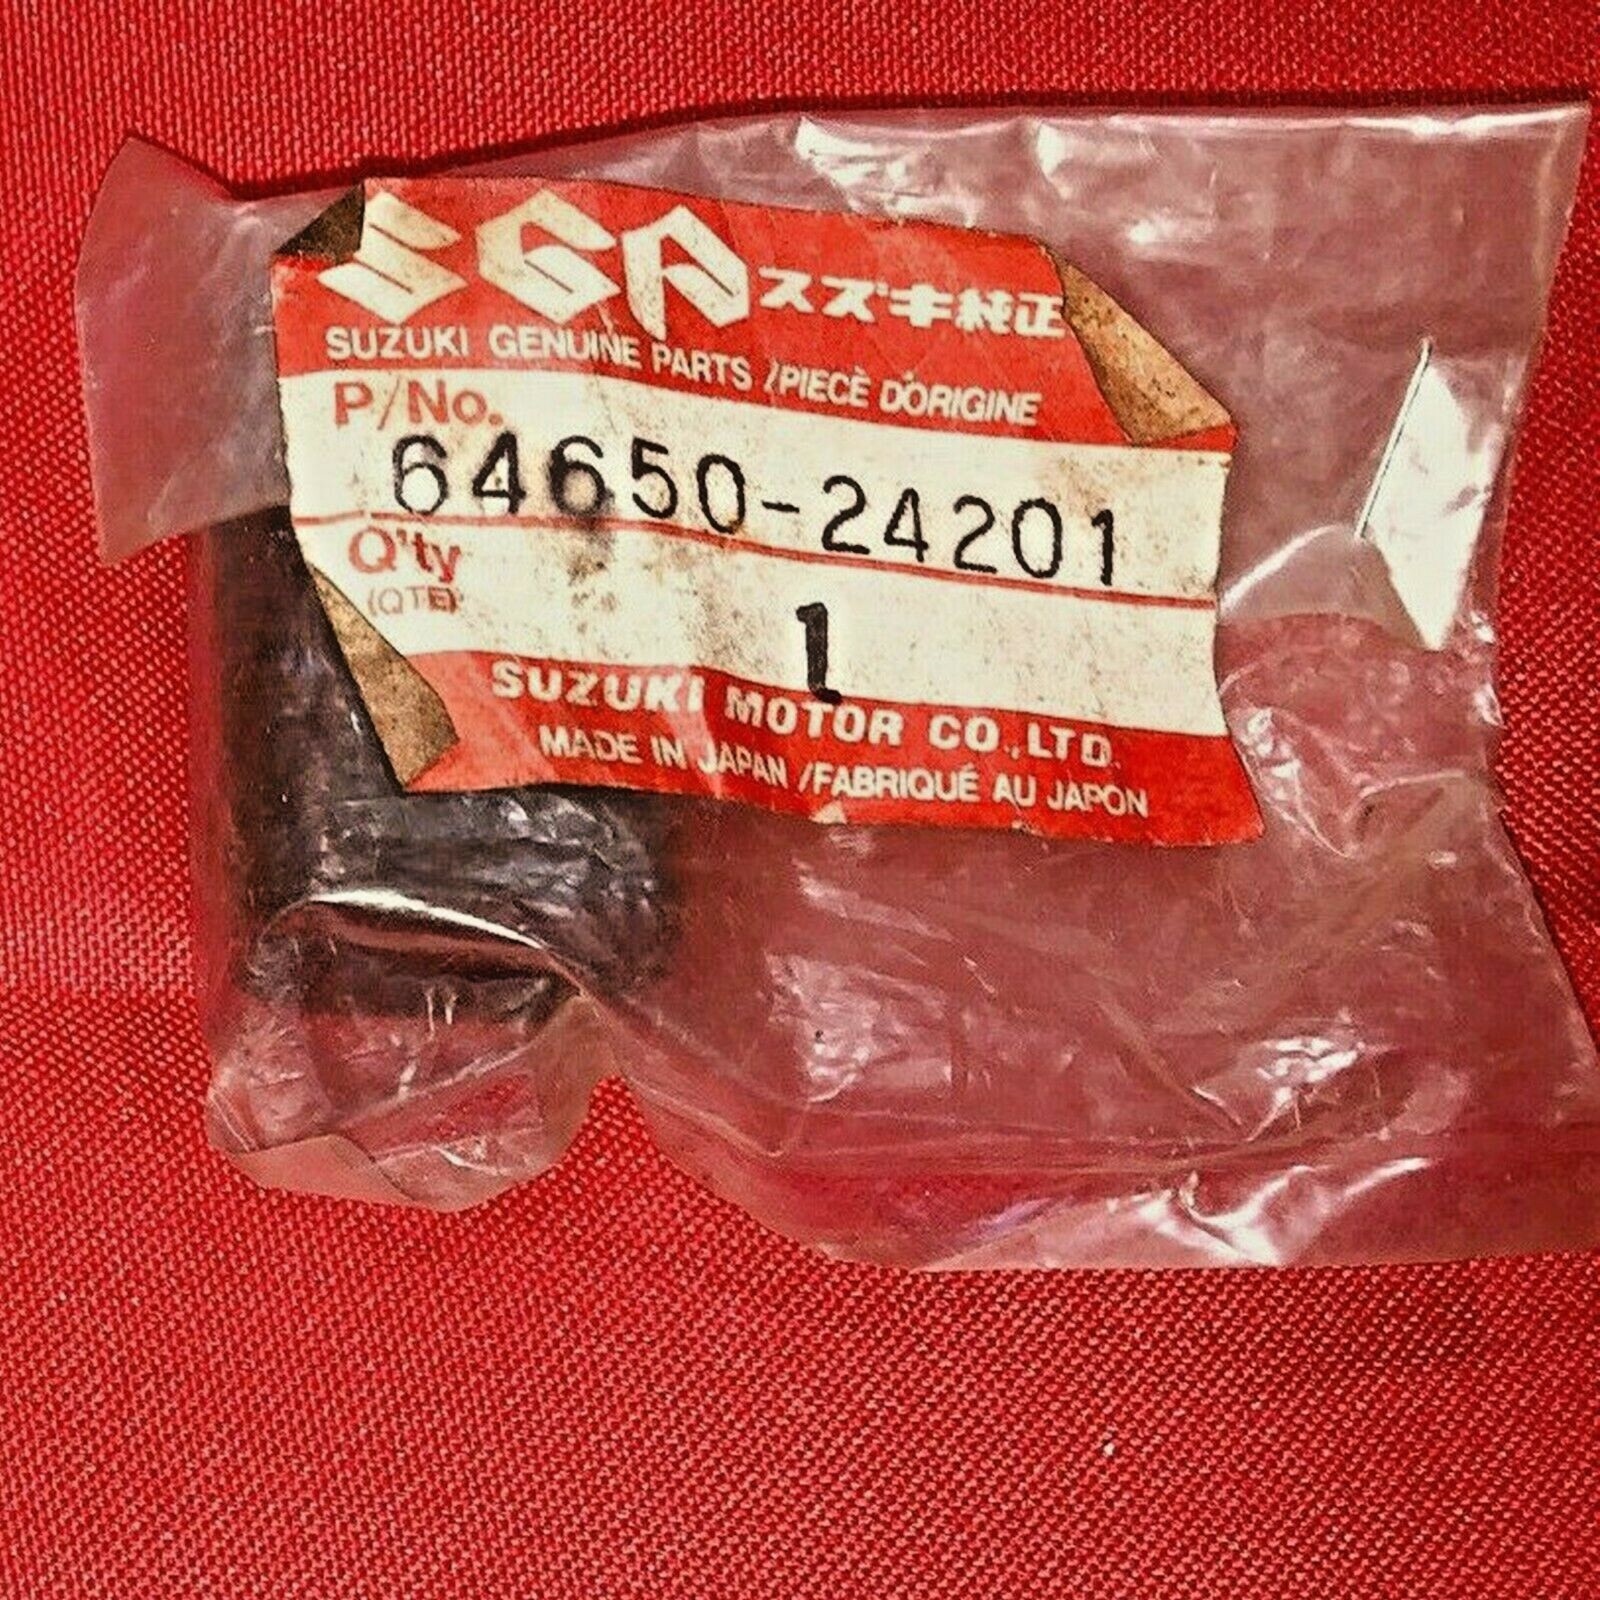 SGP スズキ純正
SUZUKI GENUINE PARTS /PIECÈ D'ORIGINE
P/No.
64650-24201
Q'ty
(QTE)
1
SUZUKI MOTOR CO.,LTD.
MADE IN JAPAN /FABRIQUÉ AU JAPON